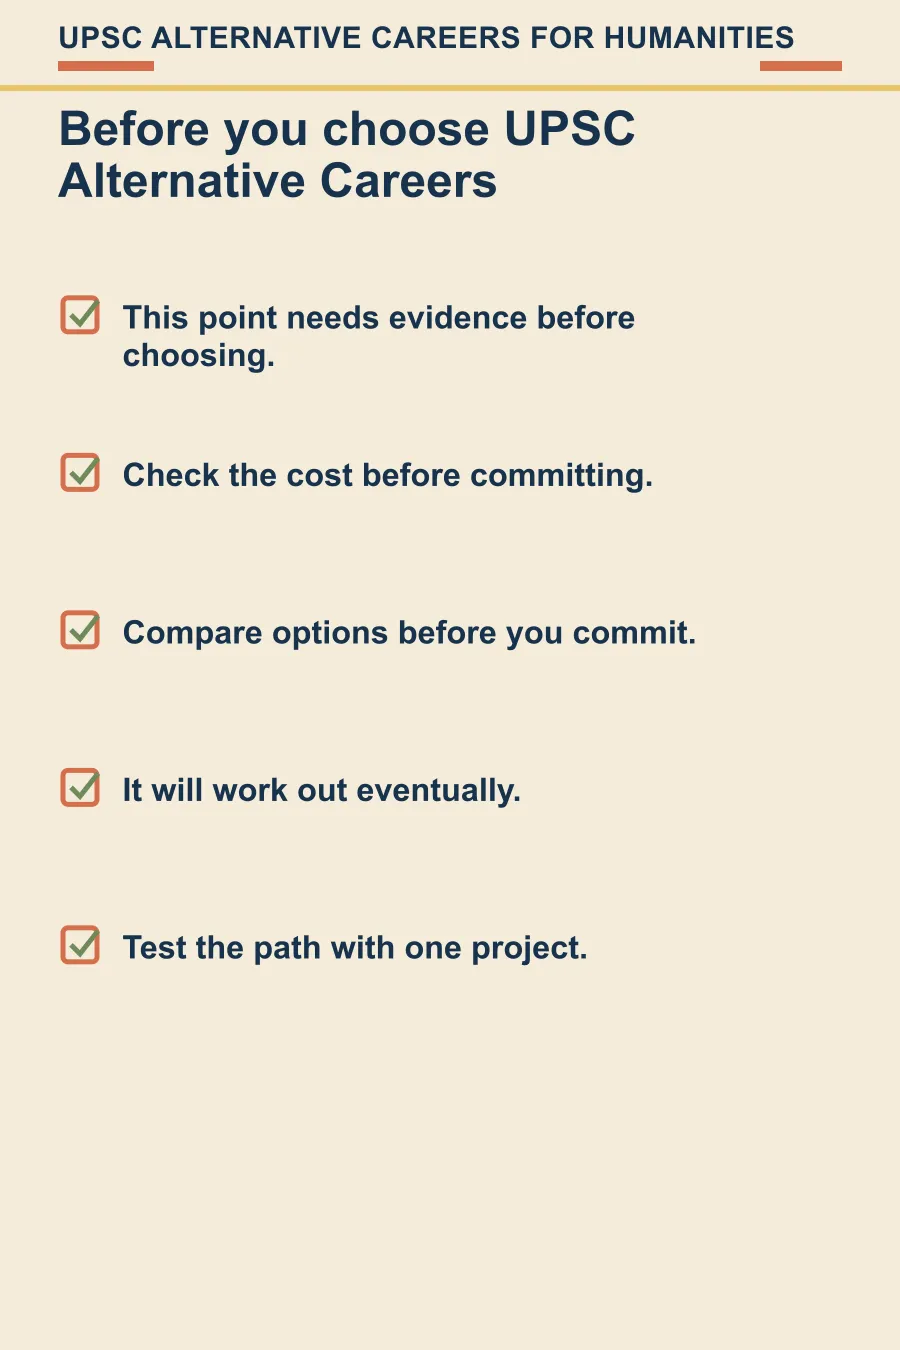 UPSC ALTERNATIVE CAREERS FOR HUMANITIES
Before you choose UPSC
Alternative Careers
This point needs evidence before
choosing.
Check the cost before committing.
Compare options before you commit.
It will work out eventually.
Test the path with one project.